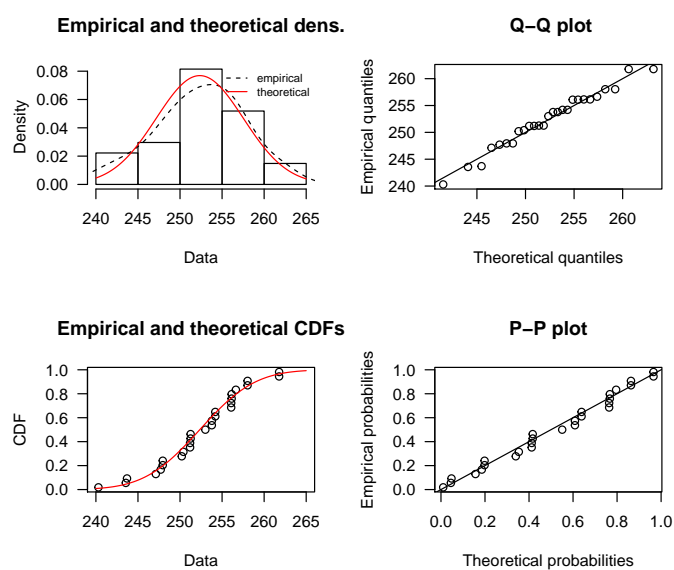 Empirical and theoretical dens.
Density
0.00
0.02
0.04
0.06
0.08
empirical
theoretical
240 245 250 255 260 265
Data
Q−Q plot
Empirical quantiles
240
245
250
255
260
245 250 255 260
Theoretical quantiles
Empirical and theoretical CDFs
CDF
0.0
0.2
0.4
0.6
0.8
1.0
240 245 250 255 260 265
Data
P−P plot
Empirical probabilities
0.0
0.2
0.4
0.6
0.8
1.0
0.0 0.2 0.4 0.6 0.8 1.0
Theoretical probabilities